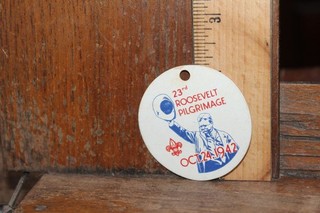 23rd
ROOSEVELT
PILGRIMAGE
OCT. 24-1942
3